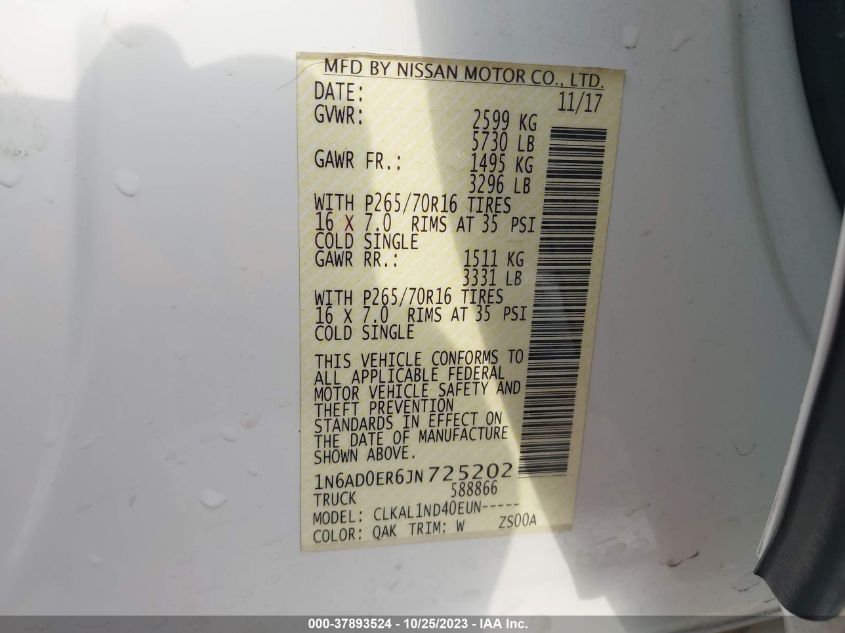 MFD BY NISSAN MOTOR CO., LTD.
DATE: 11/17
GVWR: 2599 KG
5730 LB
GAWR FR.: 1495 KG
3296 LB
WITH P265/70R16 TIRES
16 X 7.0 RIMS AT 35 PSI
COLD SINGLE
GAWR RR.: 1511 KG
3331 LB
WITH P265/70R16 TIRES
16 X 7.0 RIMS AT 35 PSI
COLD SINGLE
THIS VEHICLE CONFORMS TO
ALL APPLICABLE FEDERAL
MOTOR VEHICLE SAFETY AND
THEFT PREVENTION
STANDARDS IN EFFECT ON
THE DATE OF MANUFACTURE
SHOWN ABOVE.
1N6AD0ER6JN725202
TRUCK 588866
MODEL: CLKAL1ND40EUN-----
COLOR: QAK TRIM: W ZS00A
000-37893524 - 10/25/2023 - IAA Inc.